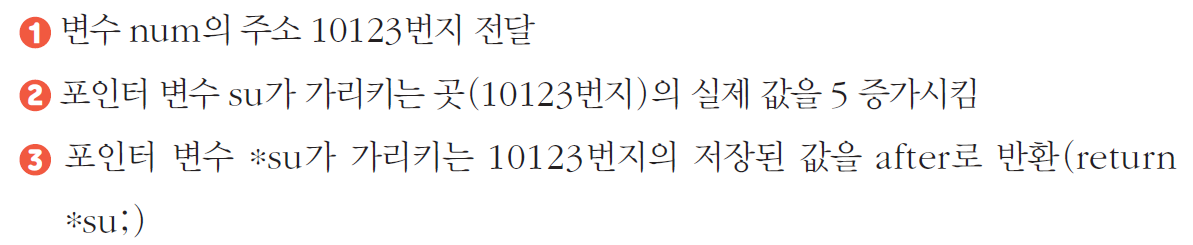 ❶ 변수 num의 주소 10123번지 전달
❷ 포인터 변수 su가 가리키는 곳(10123번지)의 실제 값을 5 증가시킴
❸ 포인터 변수 *su가 가리키는 10123번지의 저장된 값을 after로 반환(return
*su;)